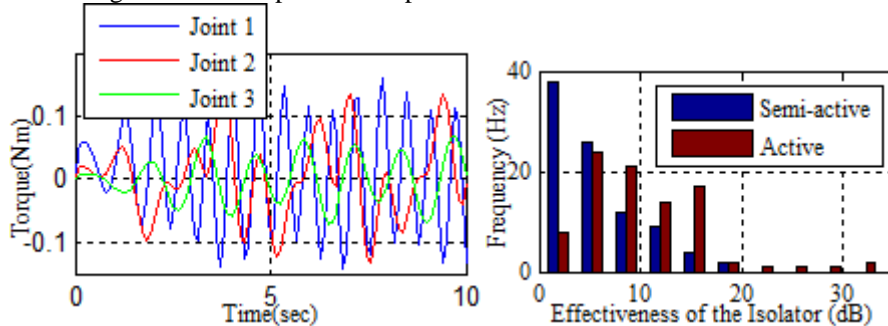 Joint 1
Joint 2
Joint 3
0.1
0
-0.1
Torque(Nm)
0
5
10
Time(sec)
40
20
0
Frequency (Hz)
Semi-active
Active
0
10
20
30
Effectiveness of the Isolator (dB)